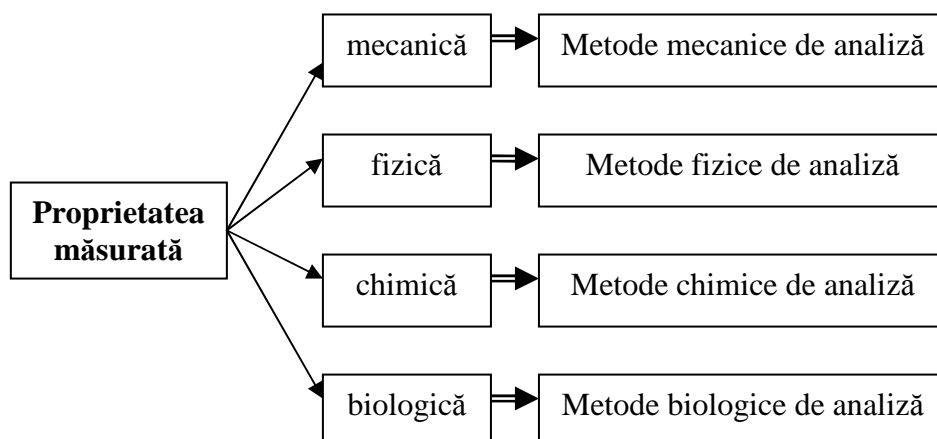 mecanică
Metode mecanice de analiză
fizică
Metode fizice de analiză
Proprietatea
măsurată
chimică
Metode chimice de analiză
biologică
Metode biologice de analiză